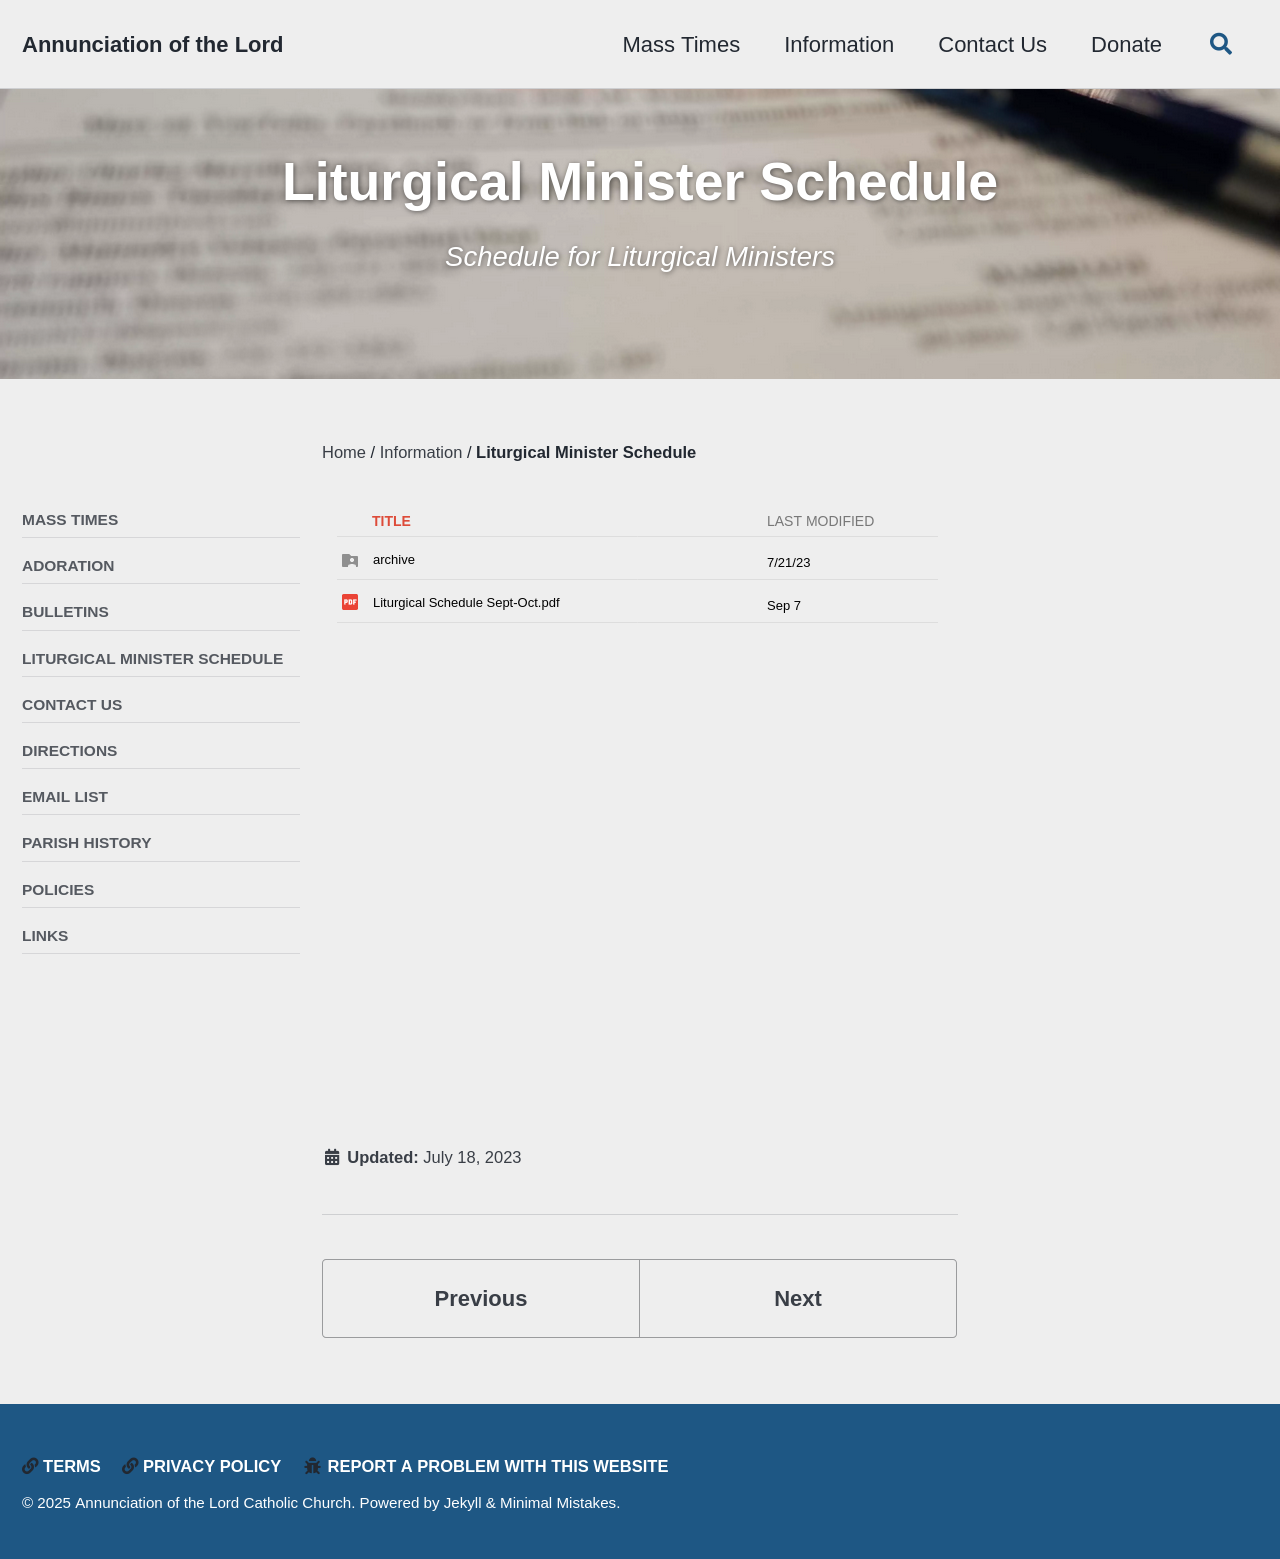 Annunciation of the Lord
Mass Times
Information
Contact Us
Donate
Liturgical Minister Schedule
Schedule for Liturgical Ministers
Home / Information / Liturgical Minister Schedule
MASS TIMES
ADORATION
BULLETINS
LITURGICAL MINISTER SCHEDULE
CONTACT US
DIRECTIONS
EMAIL LIST
PARISH HISTORY
POLICIES
LINKS
TITLE LAST MODIFIED
archive 7/21/23
PDF Liturgical Schedule Sept-Oct.pdf Sep 7
Updated: July 18, 2023
Previous
Next
TERMS PRIVACY POLICY REPORT A PROBLEM WITH THIS WEBSITE
© 2025 Annunciation of the Lord Catholic Church. Powered by Jekyll & Minimal Mistakes.